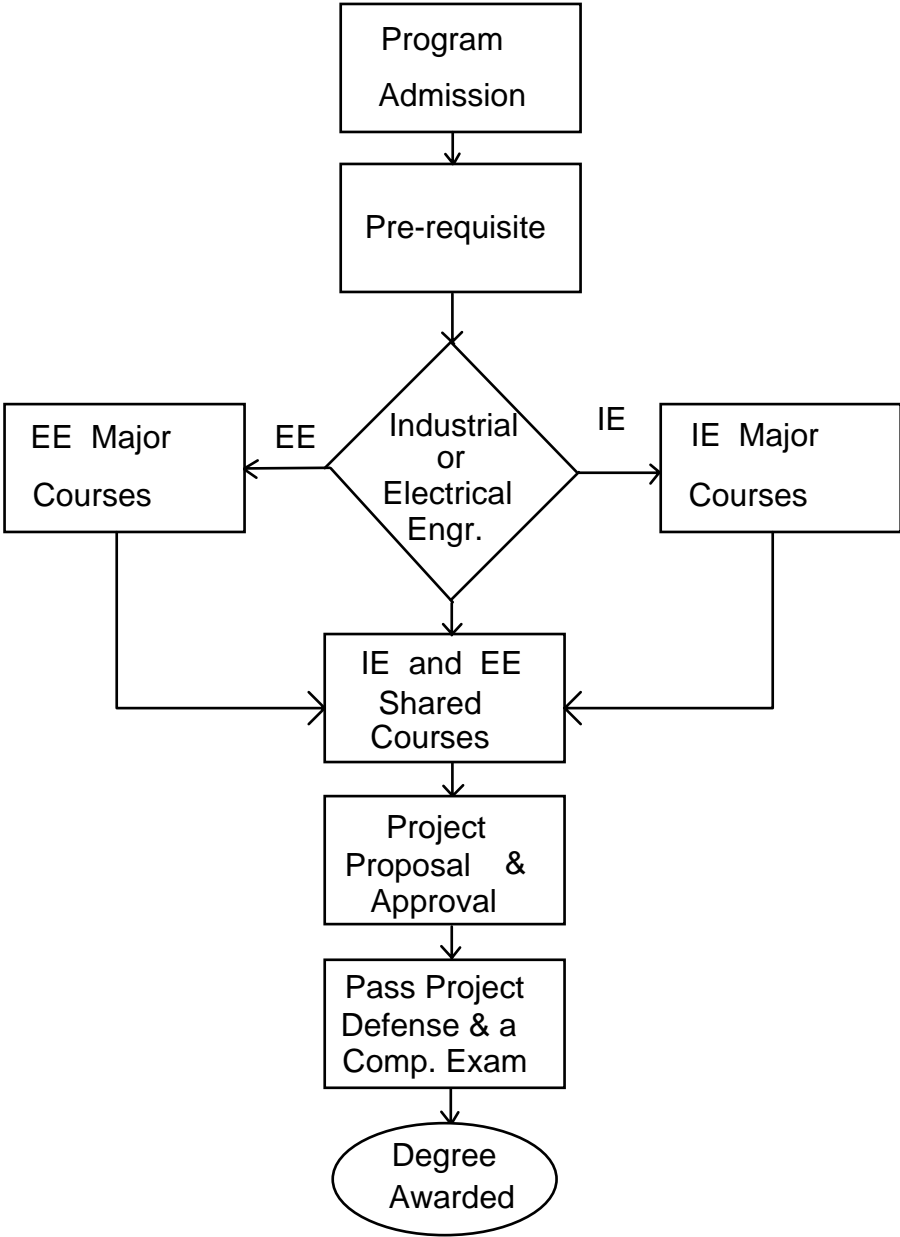 Program
Admission
Pre-requisite
Industrial
or
Electrical
Engr.
EE
IE
EE Major
Courses
IE Major
Courses
IE and EE
Shared
Courses
Project
Proposal &
Approval
Pass Project
Defense & a
Comp. Exam
Degree
Awarded